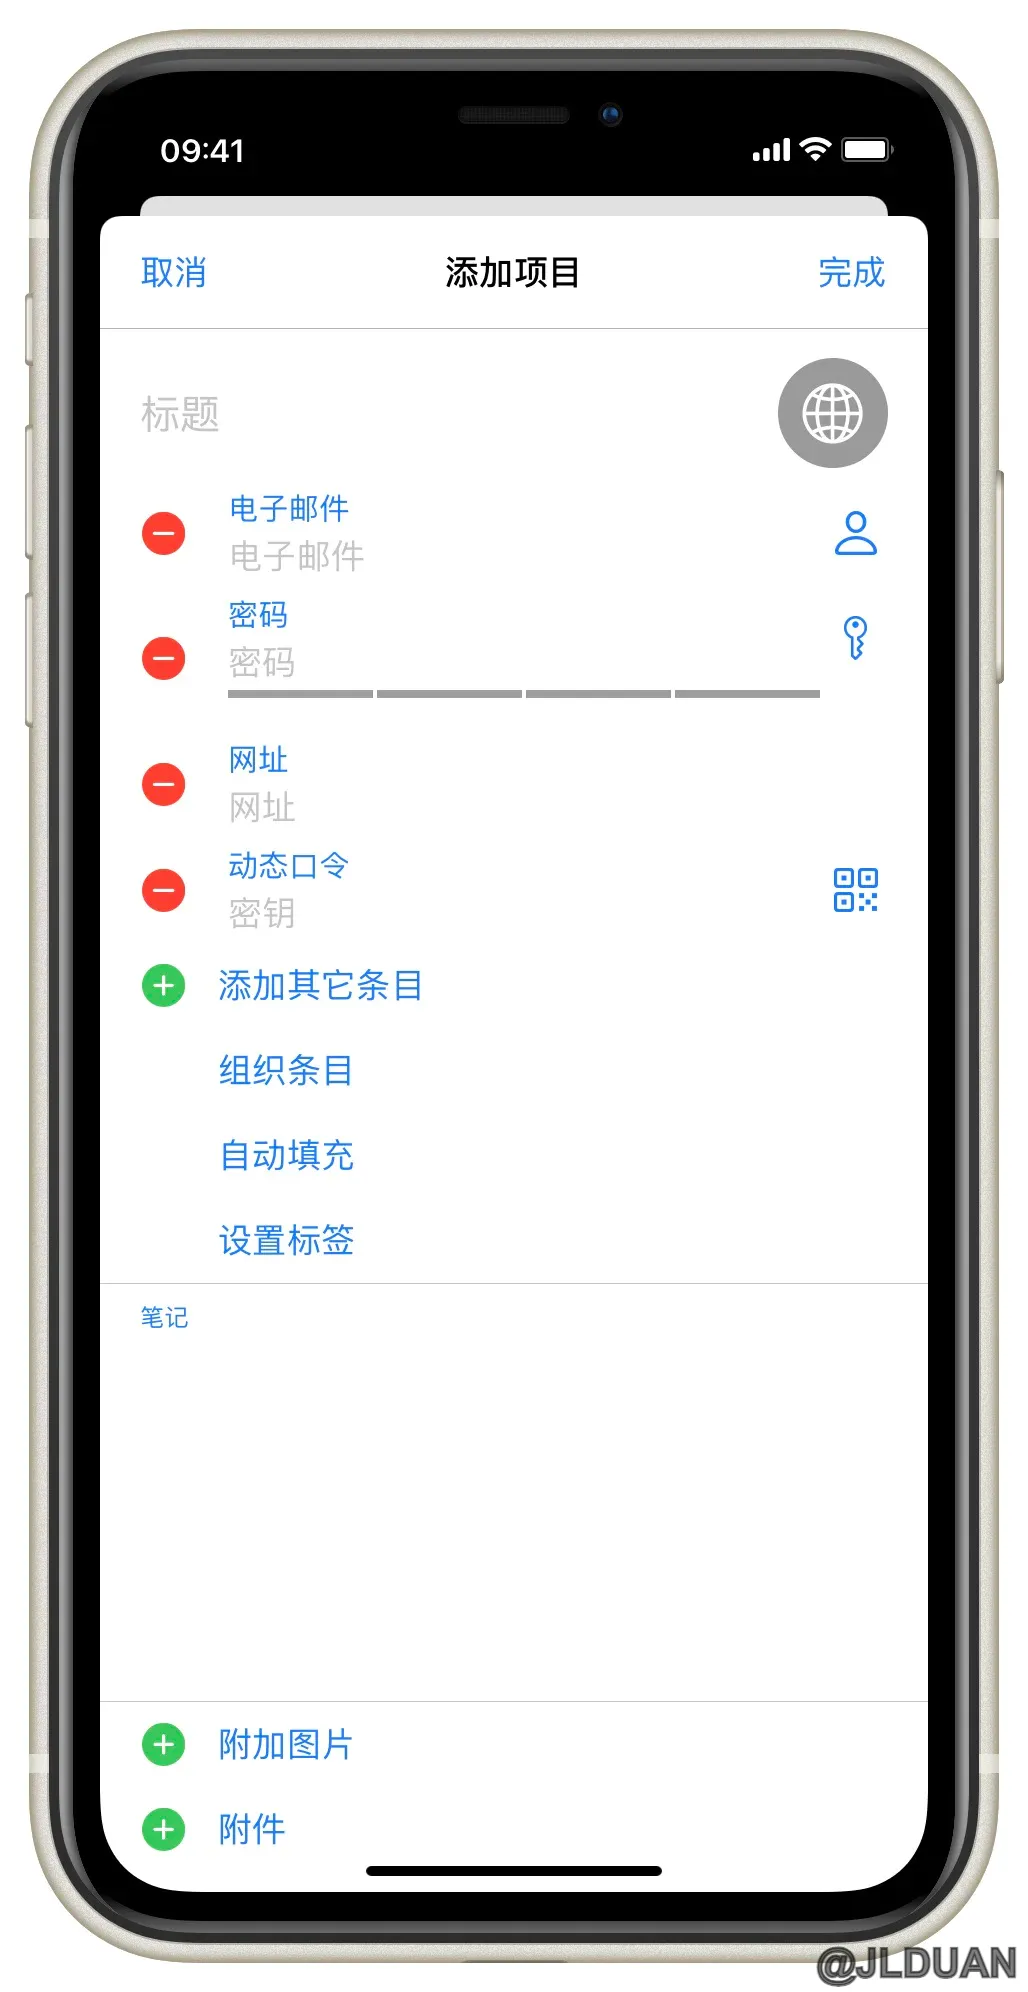 09:41
取消 添加项目 完成
标题
电子邮件
电子邮件
密码
密码
网址
网址
动态口令
密钥
添加其它条目
组织条目
自动填充
设置标签
笔记
附加图片
附件
@JLDUAN